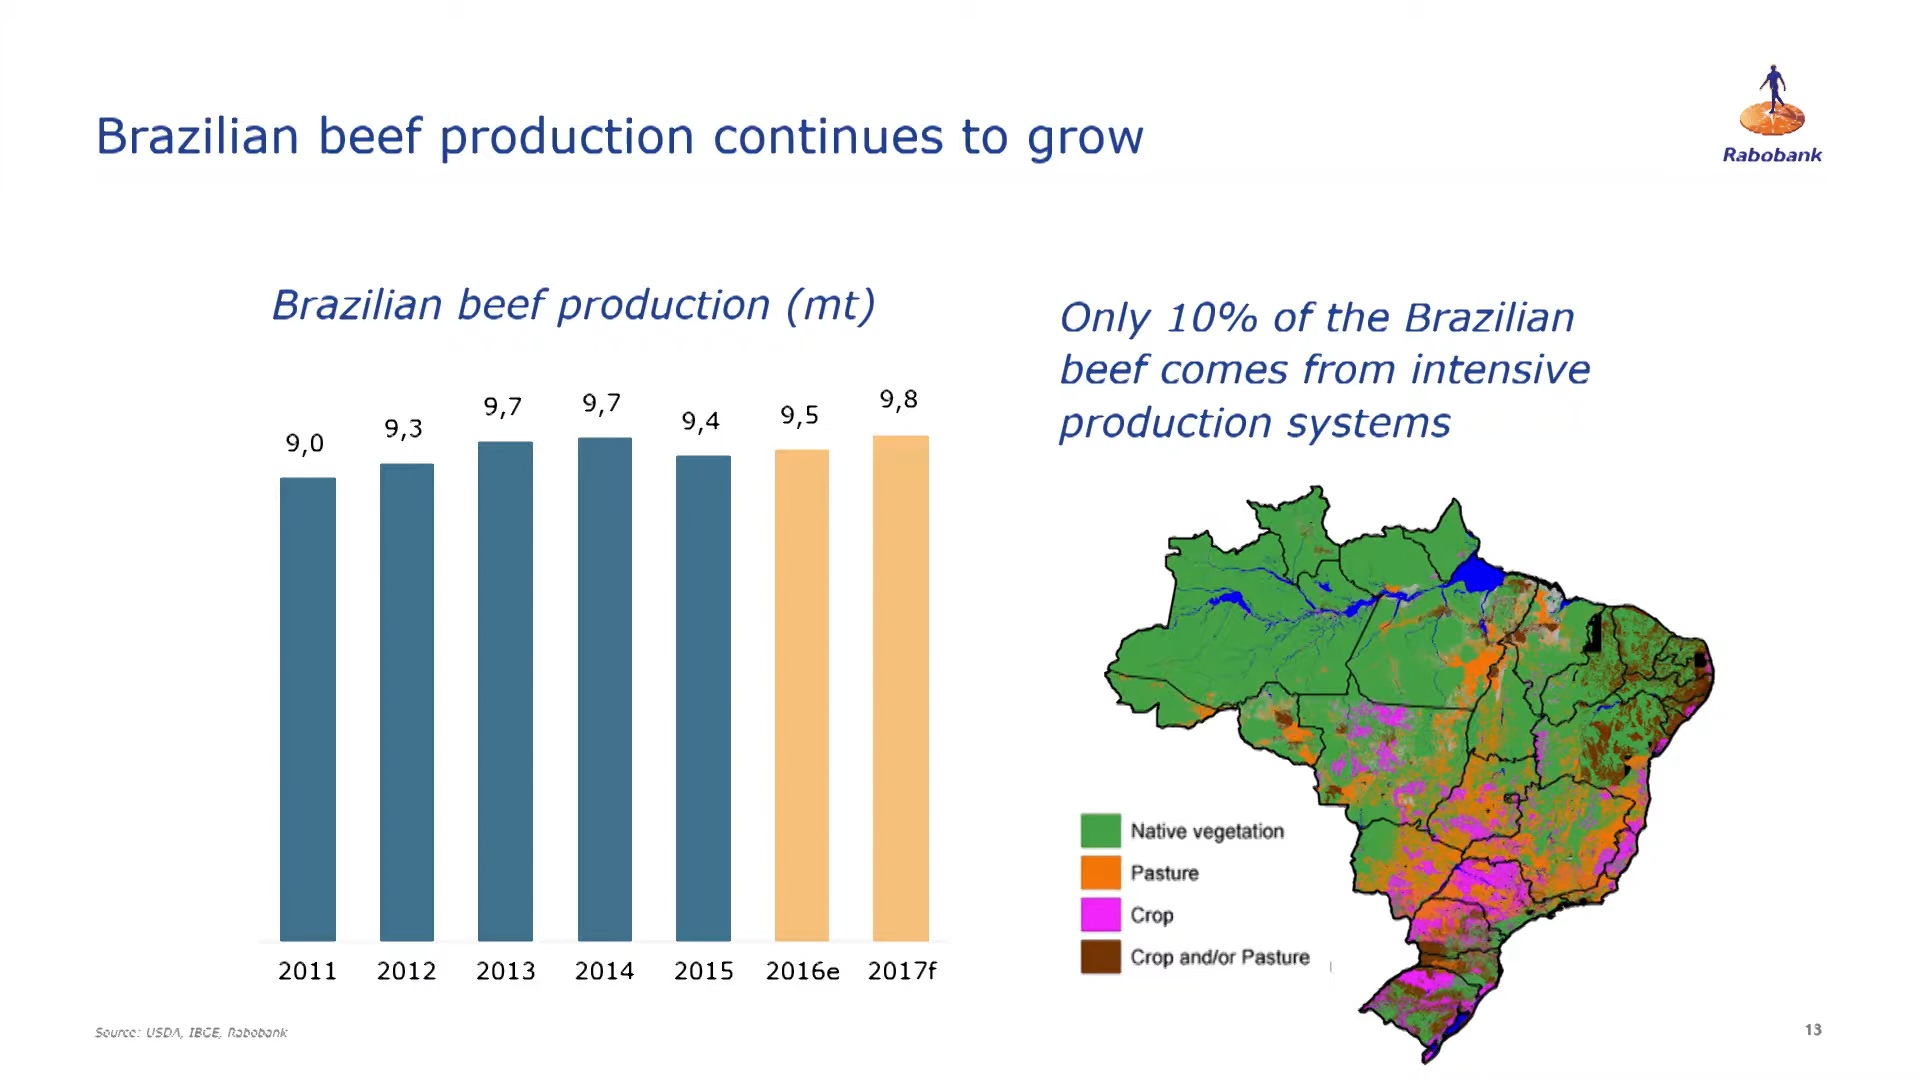 Brazilian beef production continues to grow
Rabobank
Brazilian beef production (mt)
9,0
9,3
9,7
9,7
9,4
9,5
9,8
2011
2012
2013
2014
2015
2016e
2017f
Only 10% of the Brazilian
beef comes from intensive
production systems
Native vegetation
Pasture
Crop
Crop and/or Pasture
Source: USDA, IBGE, Rabobank
13